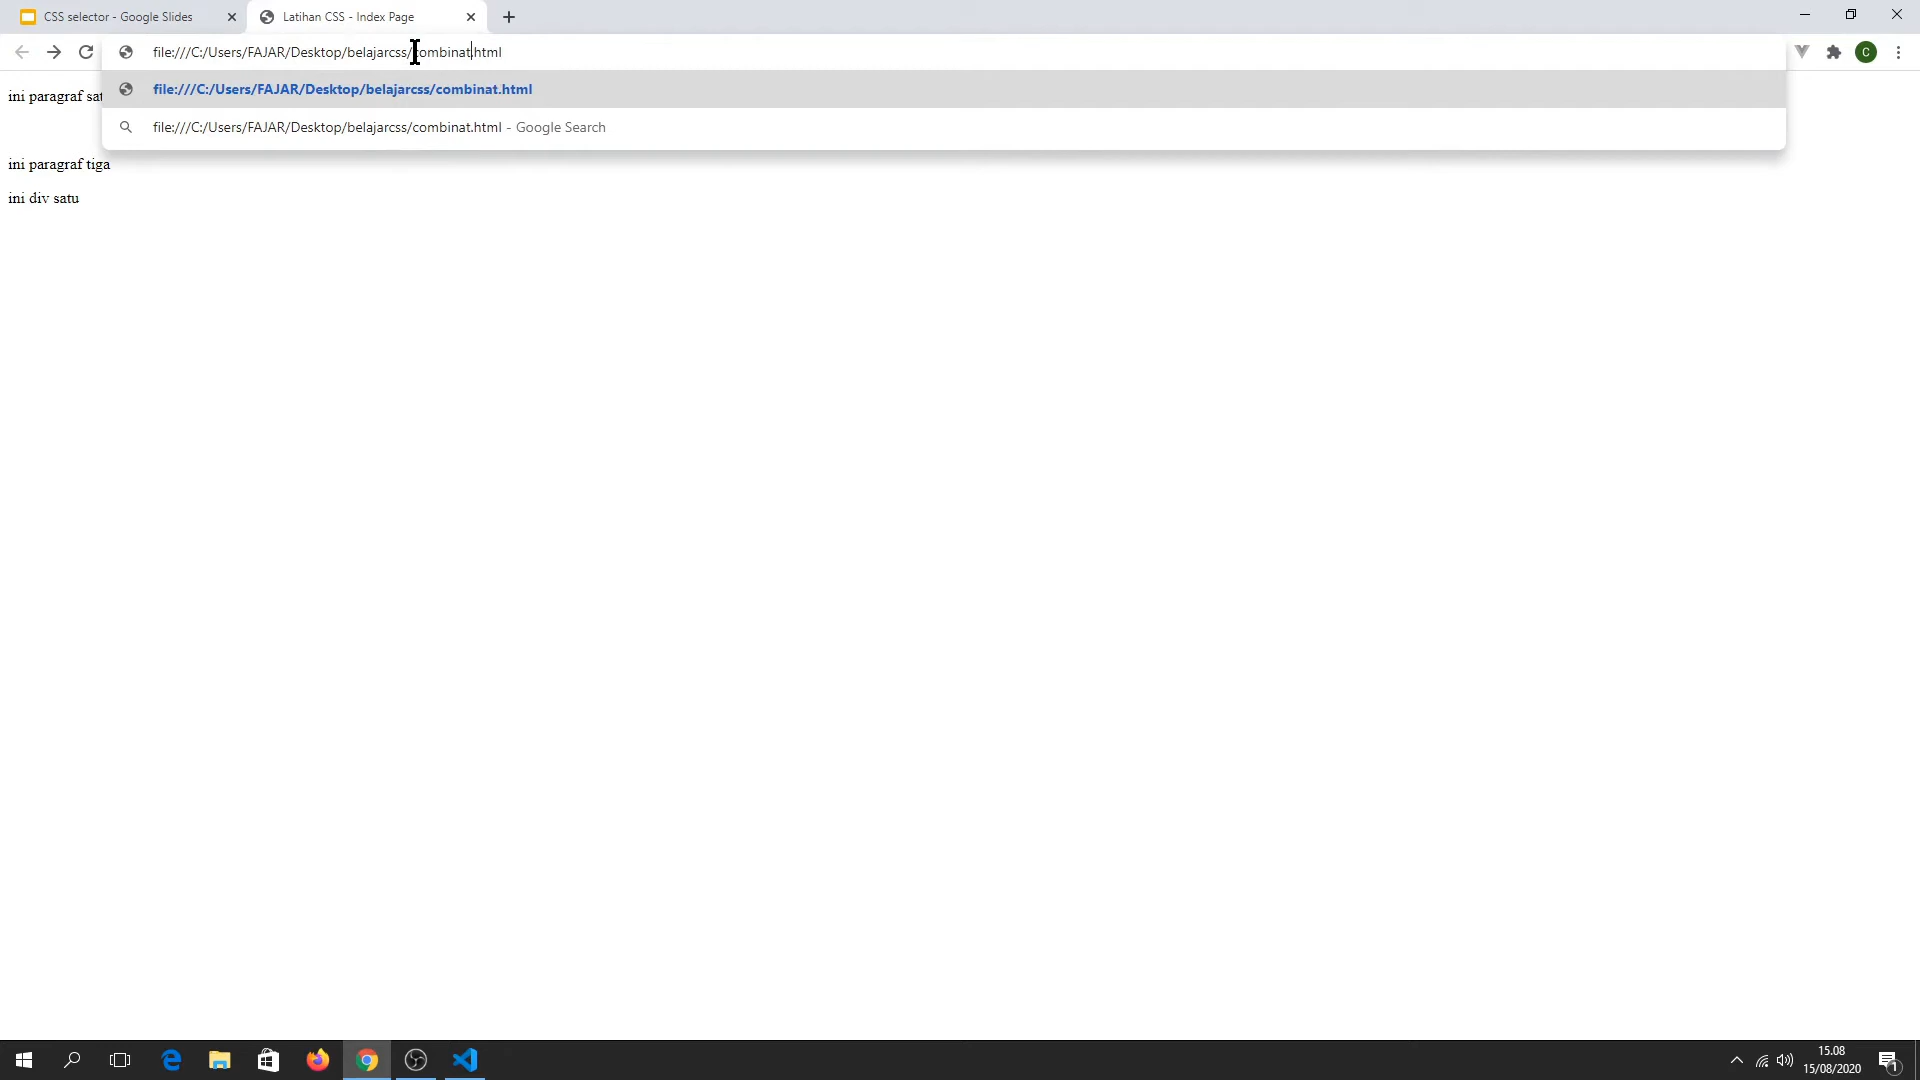 CSS selector - Google Slides
Latihan CSS - Index Page
file:///C:/Users/FAJAR/Desktop/belajarcss/combinat.html
C
file:///C:/Users/FAJAR/Desktop/belajarcss/combinat.html
file:///C:/Users/FAJAR/Desktop/belajarcss/combinat.html - Google Search
ini paragraf
ini paragraf tiga
ini div satu
15.08
15/08/2020
1